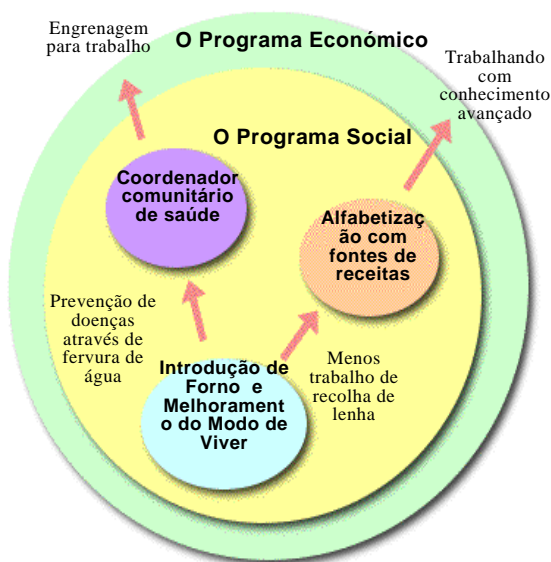 Engrenagem
para trabalho
O Programa Económico
Trabalhando
com
conhecimento
avançado
O Programa Social
Coordenador
comunitário
de saúde
Alfabetizaç
ão com
fontes de
receitas
Prevenção de
doenças
através de
fervura de
água
Introdução de
Forno e
Melhorament
o do Modo de
Viver
Menos
trabalho de
recolha de
lenha